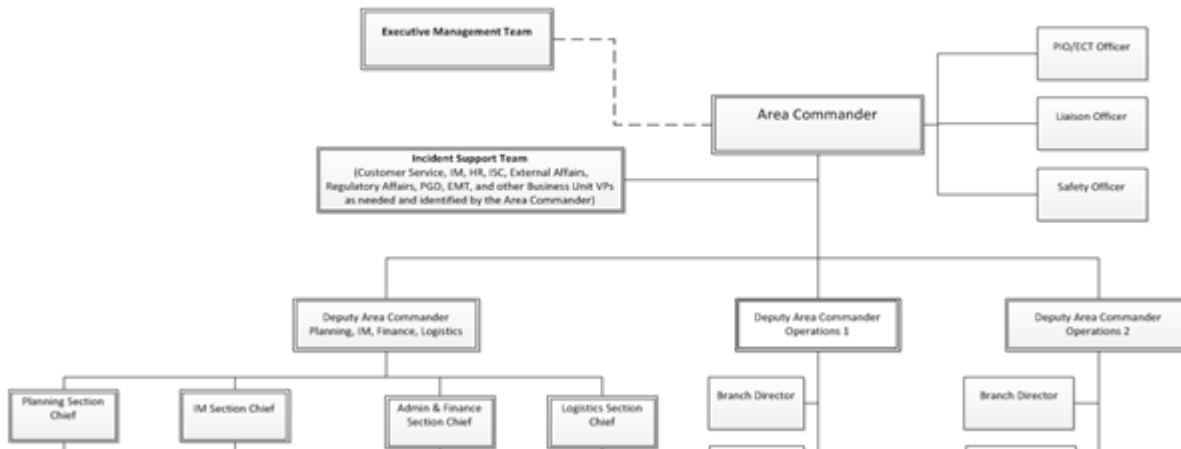 Executive Management Team
PIO/ECT Officer
Area Commander
Liaison Officer
Incident Support Team
(Customer Service, IM, HR, ISC, External Affairs,
Regulatory Affairs, PGD, EMT, and other Business Unit VPs
as needed and identified by the Area Commander)
Safety Officer
Deputy Area Commander
Planning, IM, Finance, Logistics
Deputy Area Commander
Operations 1
Deputy Area Commander
Operations 2
Planning Section
Chief
IM Section Chief
Admin & Finance
Section Chief
Logistics Section
Chief
Branch Director
Branch Director